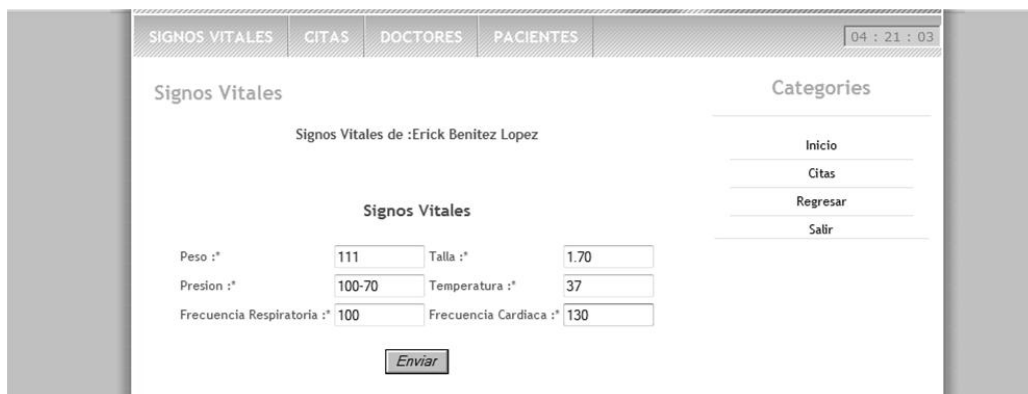 SIGNOS VITALES CITAS DOCTORES PACIENTES 04 : 21 : 03
Signos Vitales
Signos Vitales de :Erick Benitez Lopez
Signos Vitales
Peso :* 111 Talla :* 1.70
Presion :* 100-70 Temperatura :* 37
Frecuencia Respiratoria :* 100 Frecuencia Cardiaca :* 130
Enviar
Categories
Inicio
Citas
Regresar
Salir